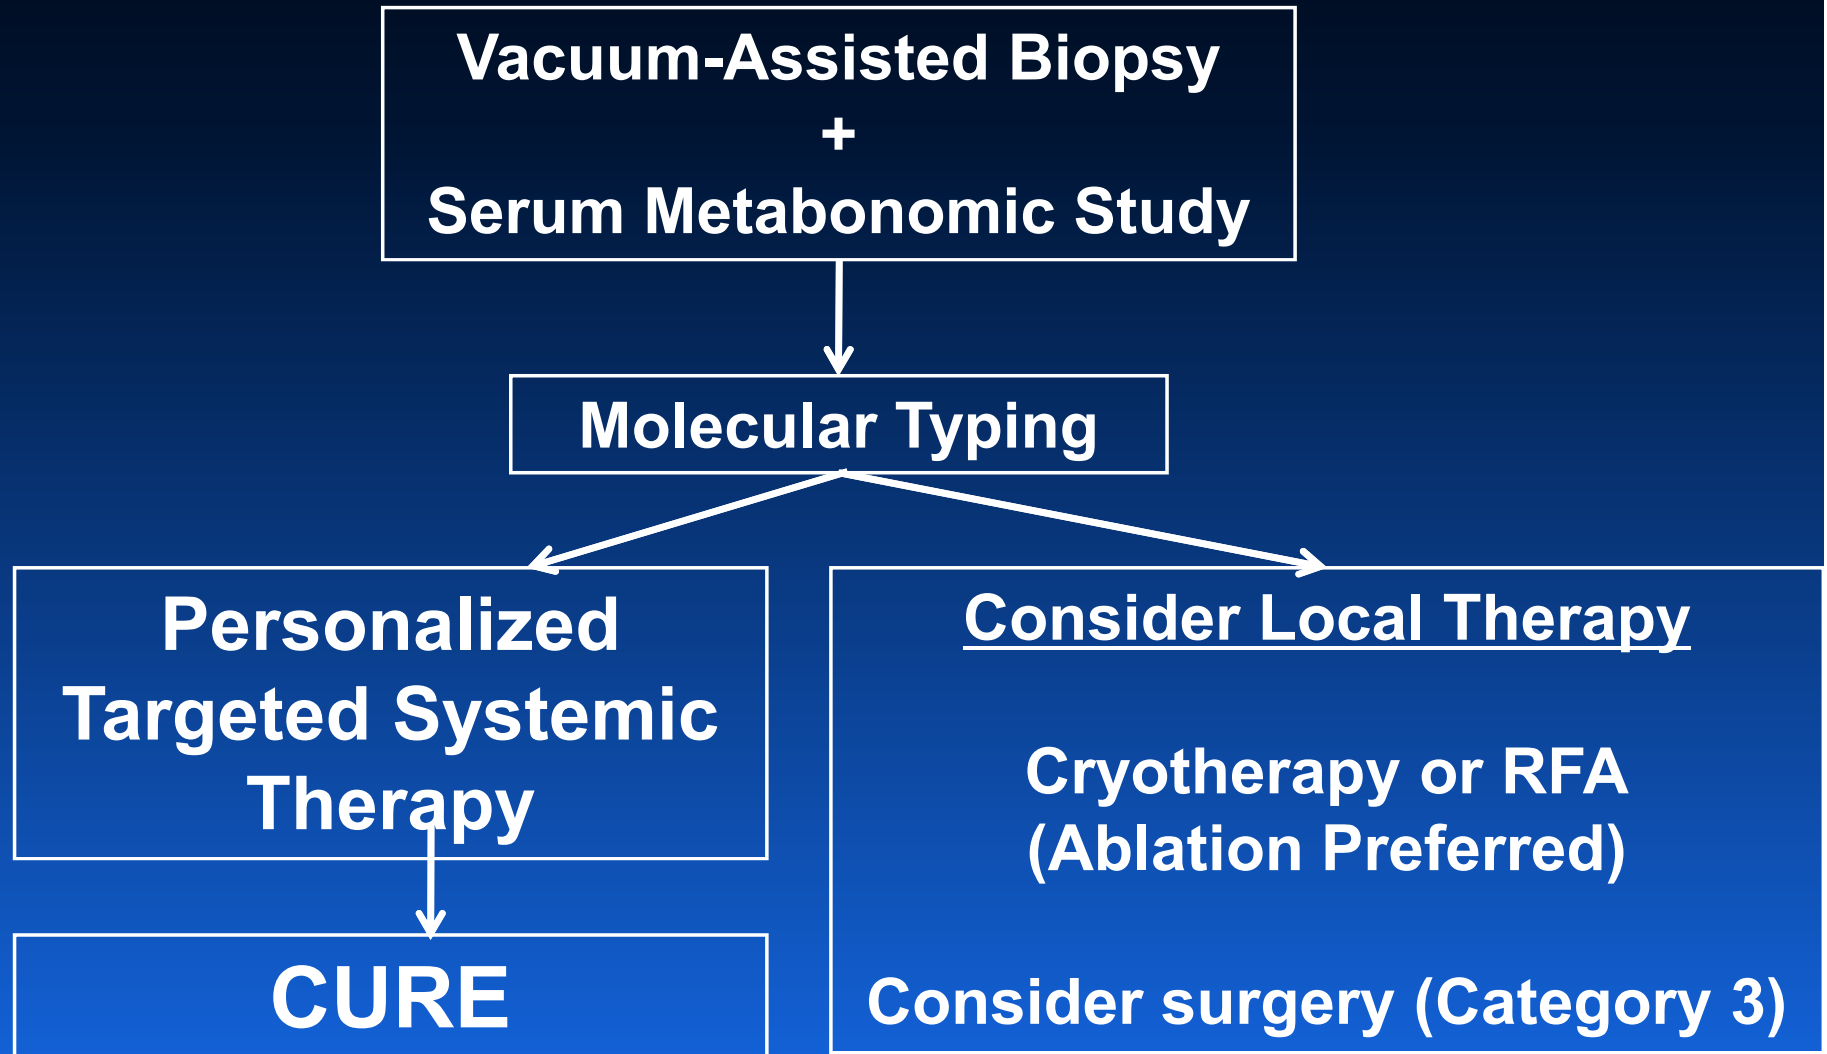 Vacuum-Assisted Biopsy
+
Serum Metabonomic Study
Molecular Typing
Personalized
Targeted Systemic
Therapy
CURE
Consider Local Therapy
Cryotherapy or RFA
(Ablation Preferred)
Consider surgery (Category 3)